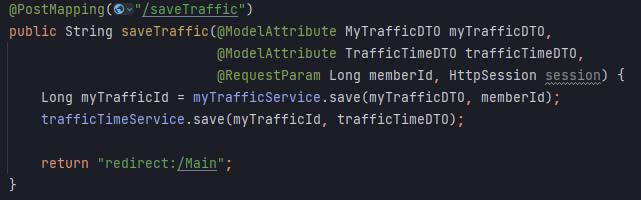 @PostMapping("/saveTraffic")
public String saveTraffic(@ModelAttribute MyTrafficDTO myTrafficDTO,
@ModelAttribute TrafficTimeDTO trafficTimeDTO,
@RequestParam Long memberId, HttpSession session) {
Long myTrafficId = myTrafficService.save(myTrafficDTO, memberId);
trafficTimeService.save(myTrafficId, trafficTimeDTO);
return "redirect:/Main";
}